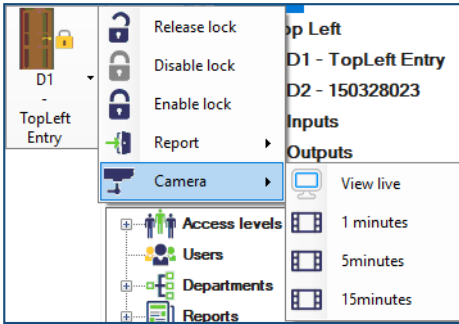 D1
-
TopLeft
Entry
Release lock
Disable lock
Enable lock
Report
Camera
View live
1 minutes
5minutes
15minutes
op Left
D1 - TopLeft Entry
D2 - 150328023
Inputs
Outputs
Access levels
Users
Departments
Reports